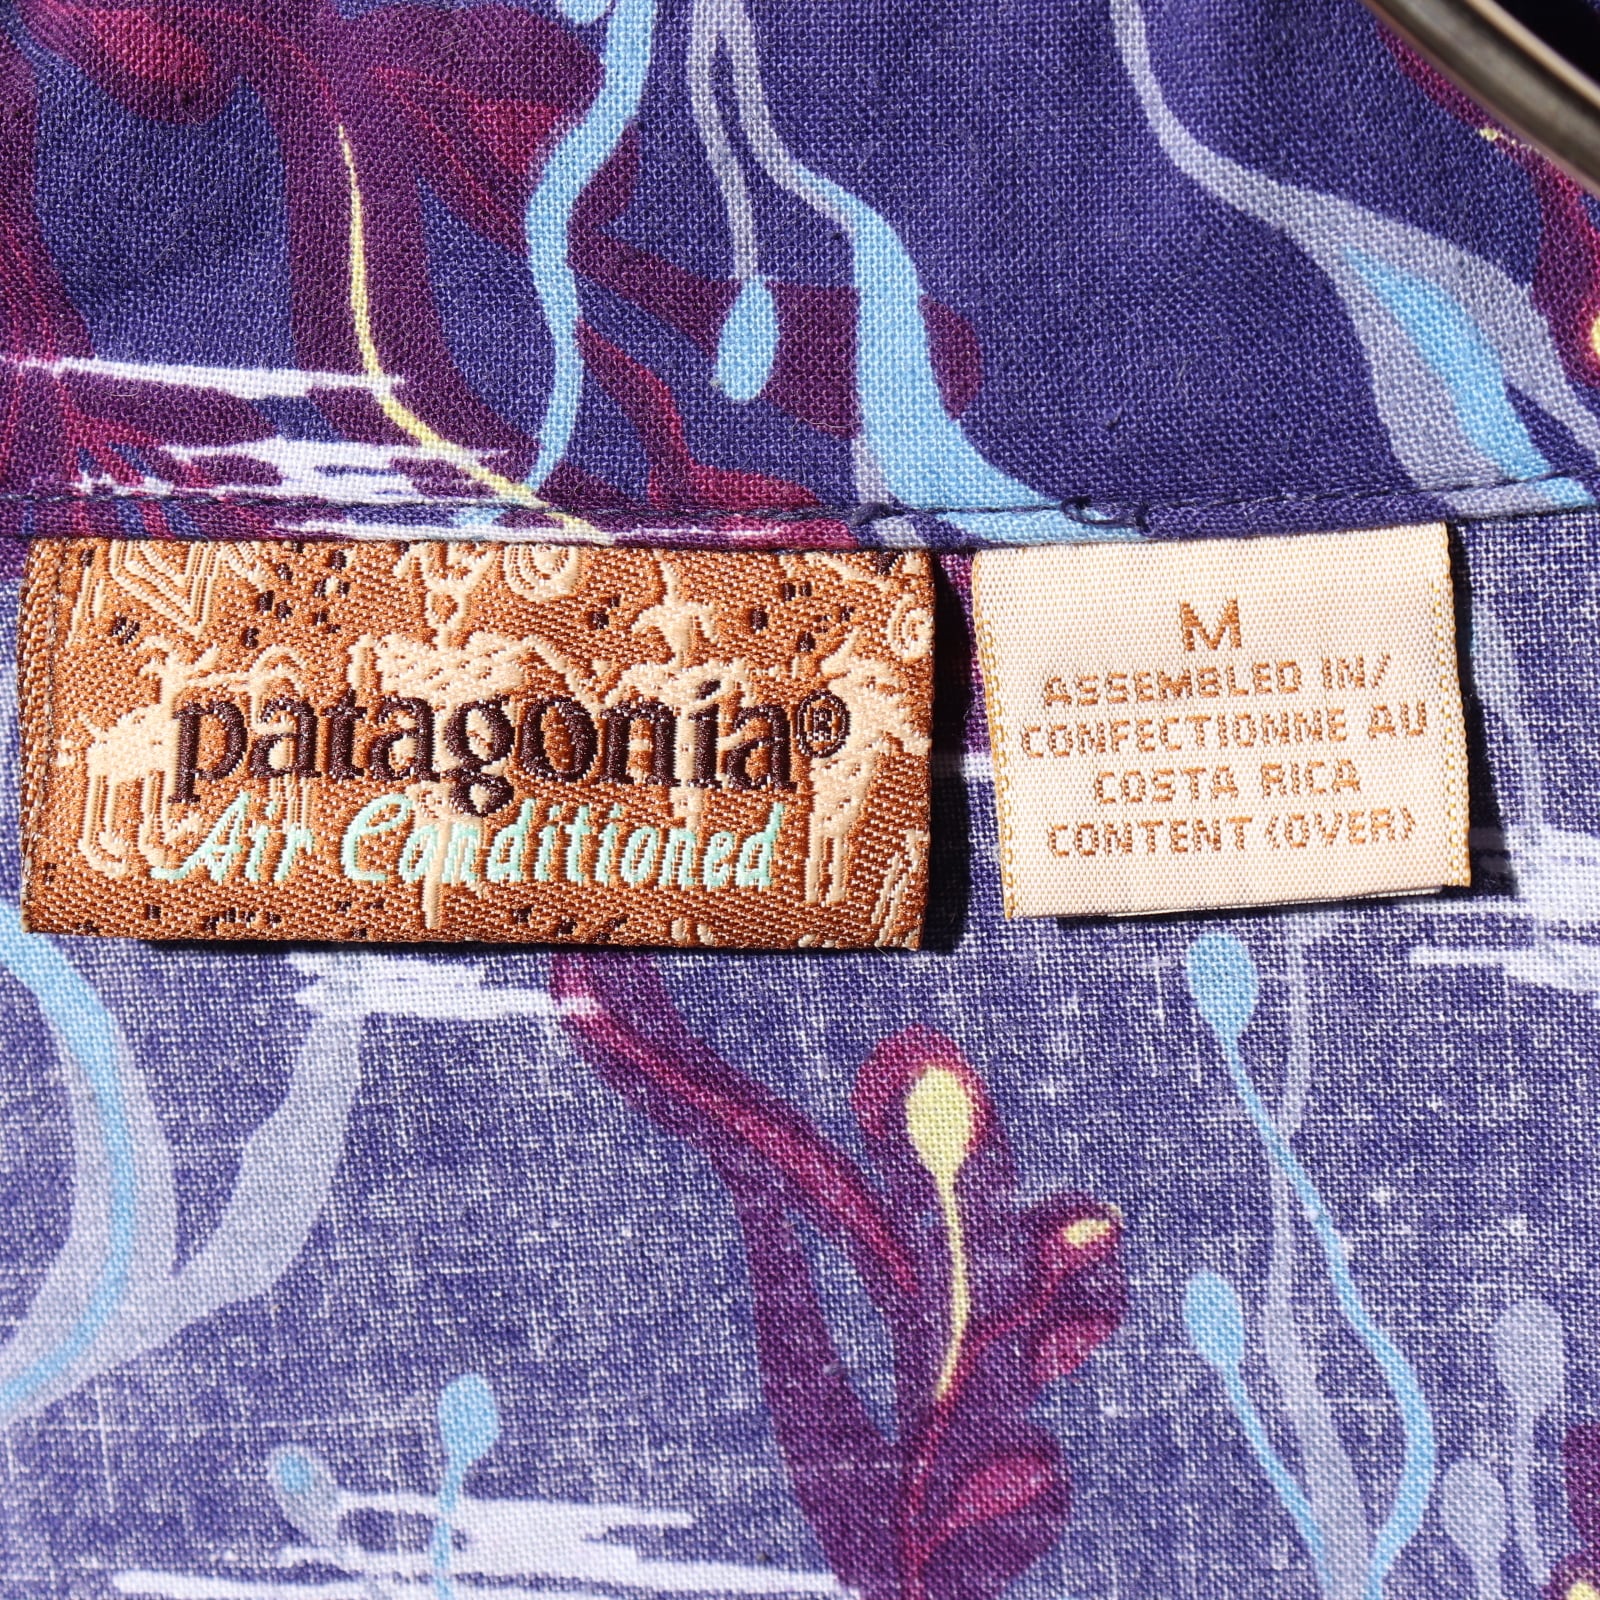 patagonia®
Air Conditioned
M
ASSEMBLED IN/
CONFECTIONNE AU
COSTA RICA
CONTENT (OVER)